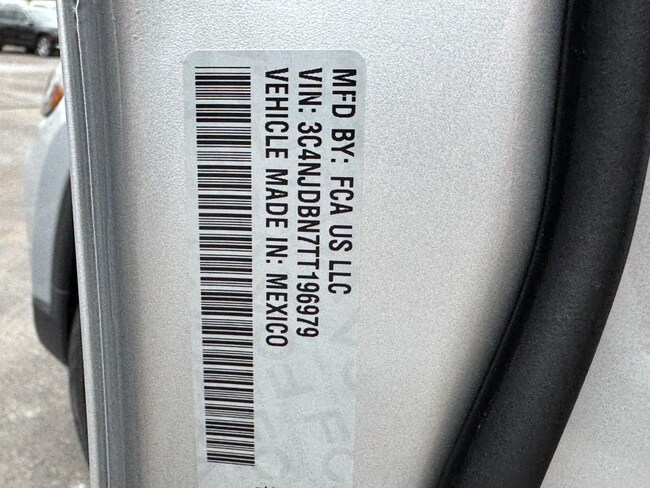 MFD BY: FCA US LLC
VIN: 3C4NJDBN7TT196979
VEHICLE MADE IN: MEXICO